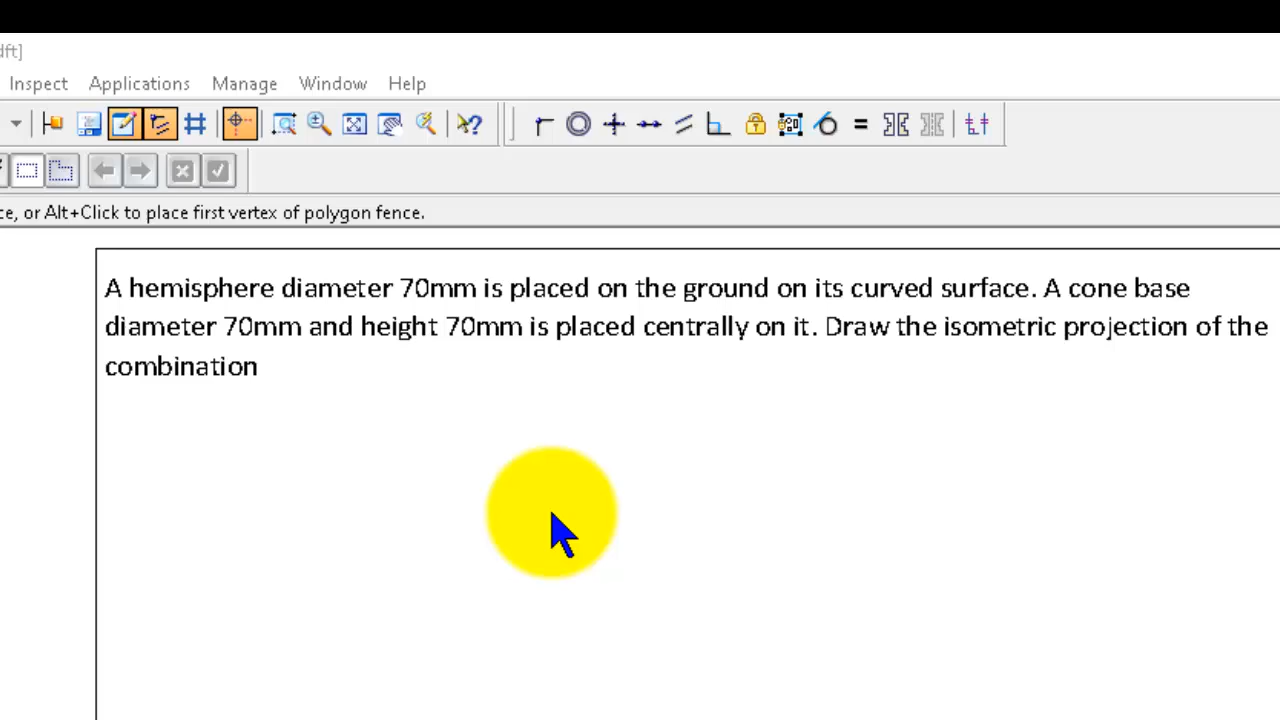 dft]
Inspect Applications Manage Window Help
ce, or Alt+Click to place first vertex of polygon fence.
A hemisphere diameter 70mm is placed on the ground on its curved surface. A cone base
diameter 70mm and height 70mm is placed centrally on it. Draw the isometric projection of the
combination